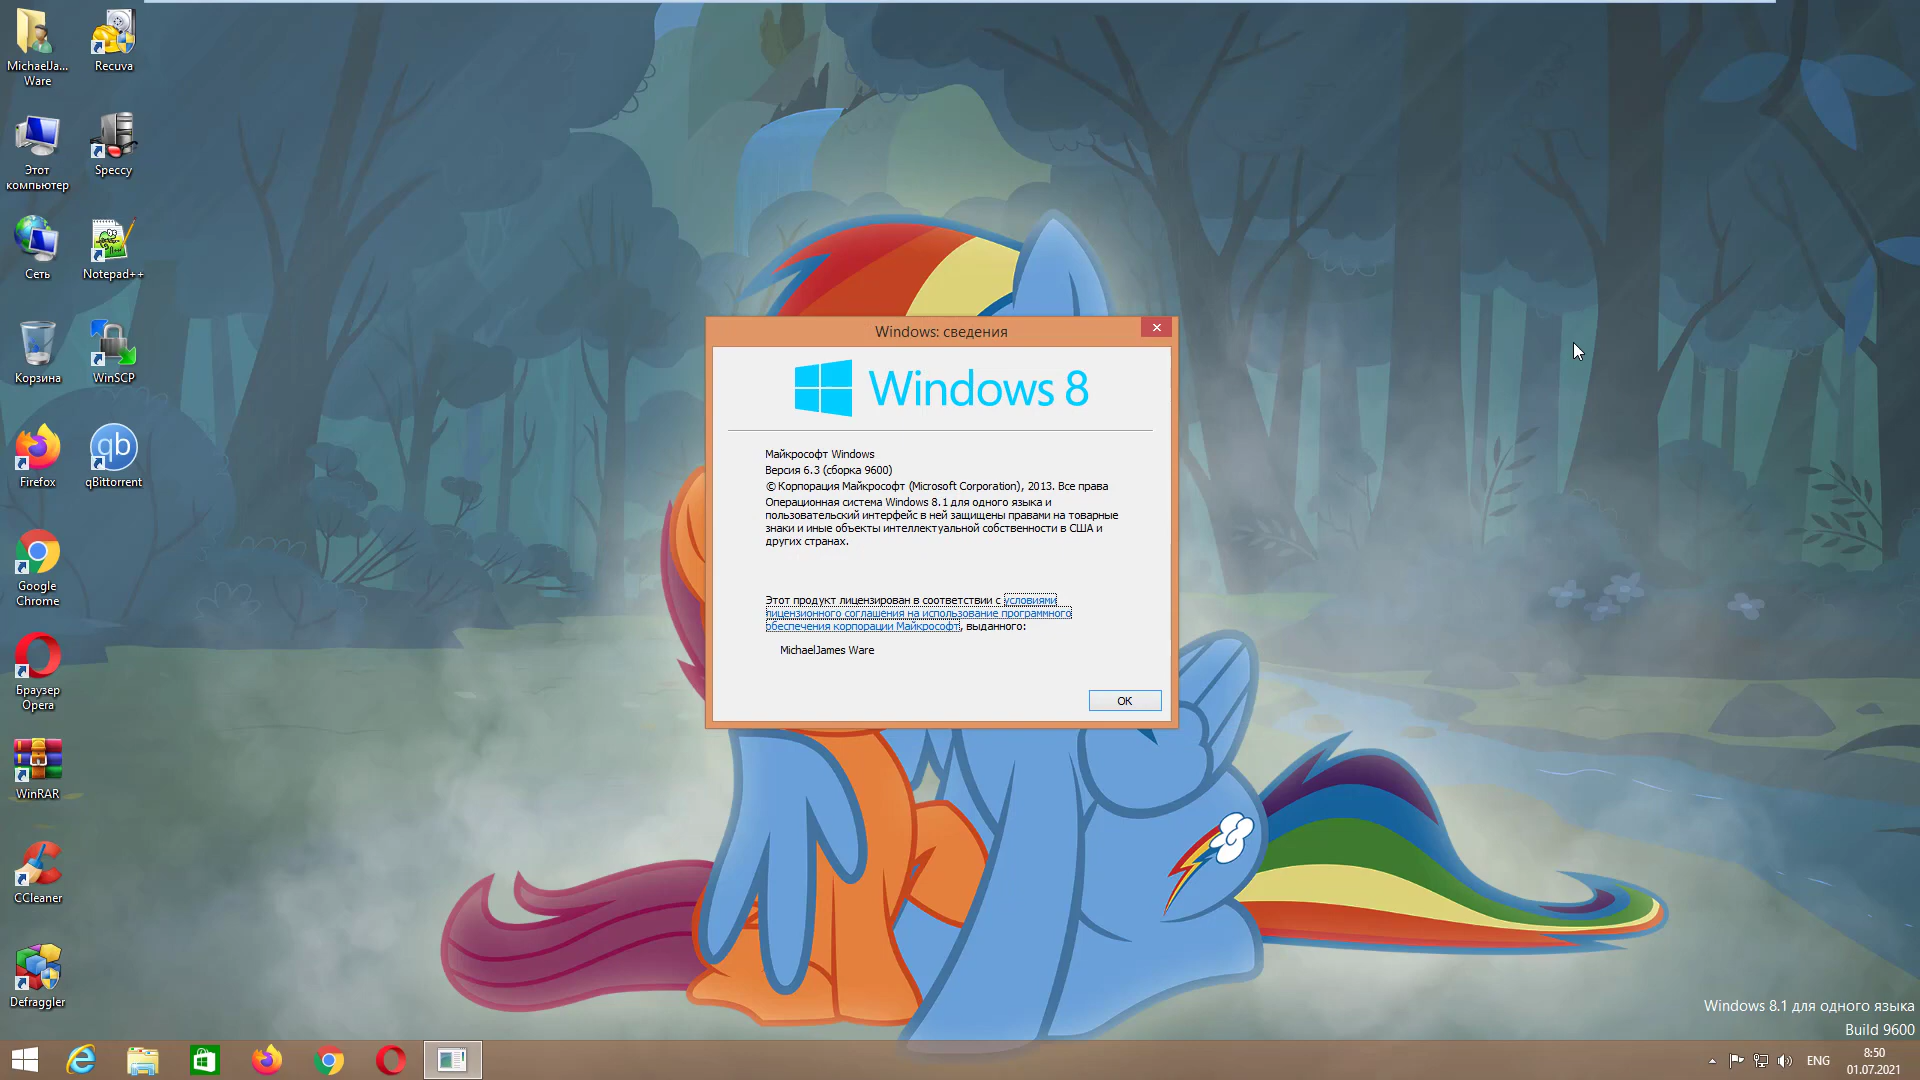 MichaelJa...
Ware
Recuva
Этот
компьютер
Speccy
Сеть
Notepad++
Корзина
WinSCP
Firefox
qb
qBittorrent
Google
Chrome
Браузер
Opera
WinRAR
CCleaner
Defraggler
Windows: сведения
Windows 8
Майкрософт Windows
Версия 6.3 (сборка 9600)
© Корпорация Майкрософт (Microsoft Corporation), 2013. Все права
Операционная система Windows 8.1 для одного языка и
пользовательский интерфейс в ней защищены правами на товарные
знаки и иные объекты интеллектуальной собственности в США и
других странах.
Этот продукт лицензирован в соответствии с условиями
лицензионного соглашения на использование программного
обеспечения корпорации Майкрософт, выданного:
MichaelJames Ware
OK
Windows 8.1 для одного языка
Build 9600
ENG
8:50
01.07.2021